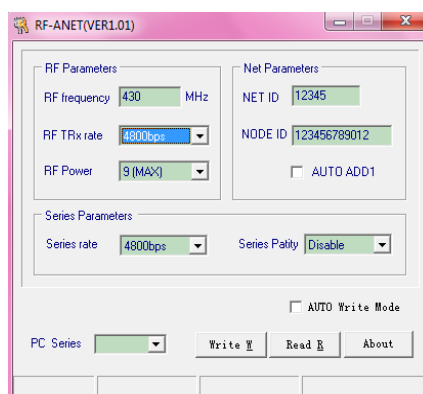 RF-ANET(VER1.01)
RF Parameters
RF frequency 430 MHz
RF TRx rate 4800bps
RF Power 9 (MAX)
Net Parameters
NET ID 12345
NODE ID 123456789012
AUTO ADD1
Series Parameters
Series rate 4800bps Series Patity Disable
AUTO Write Mode
PC Series Write W Read R About